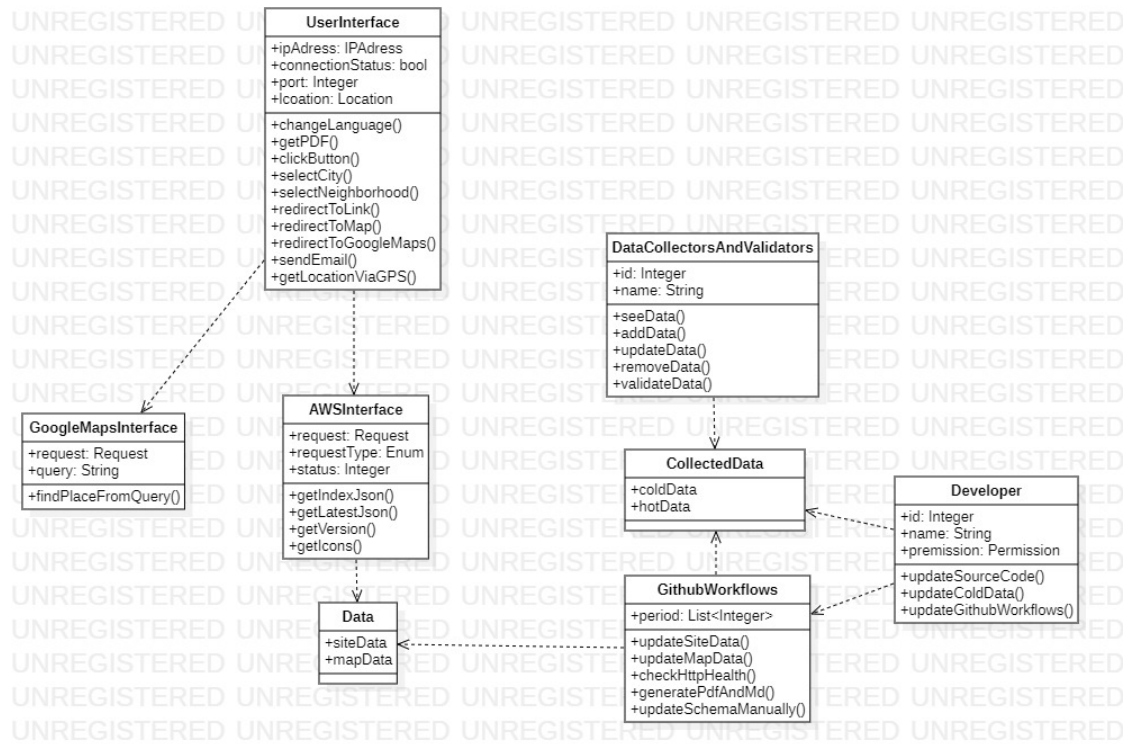 UserInterface
+ipAdress: IPAdress
+connectionStatus: bool
+port: Integer
+lcoation: Location
+changeLanguage()
+getPDF()
+clickButton()
+selectCity()
+selectNeighborhood()
+redirectToLink()
+redirectToMap()
+redirectToGoogleMaps()
+sendEmail()
+getLocationViaGPS()
DataCollectorsAndValidators
+id: Integer
+name: String
+seeData()
+addData()
+updateData()
+removeData()
+validateData()
GoogleMapsInterface
+request: Request
+query: String
+findPlaceFromQuery()
AWSInterface
+request: Request
+requestType: Enum
+status: Integer
+getIndexJson()
+getLatestJson()
+getVersion()
+getIcons()
CollectedData
+coldData
+hotData
Developer
+id: Integer
+name: String
+premission: Permission
+updateSourceCode()
+updateColdData()
+updateGithubWorkflows()
Data
+siteData
+mapData
GithubWorkflows
+period: List<Integer>
+updateSiteData()
+updateMapData()
+checkHttpHealth()
+generatePdfAndMd()
+updateSchemaManually()
UNREGISTERED